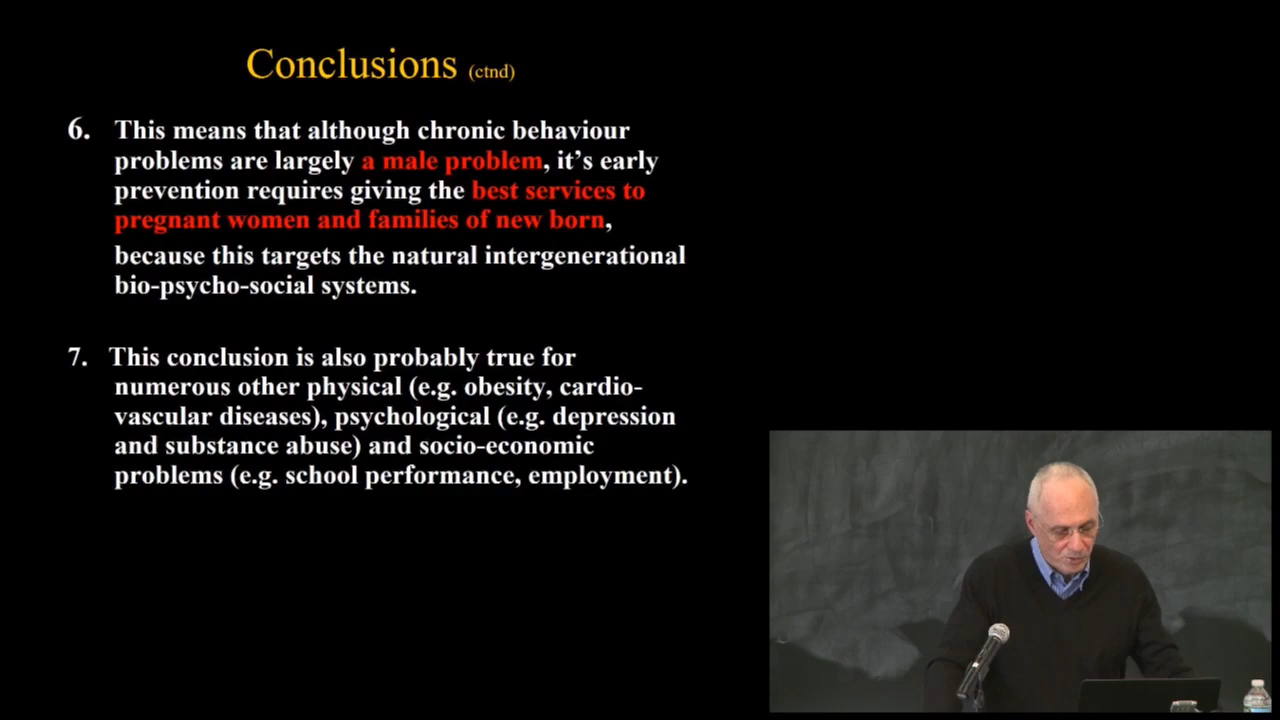 Conclusions (ctnd)
6. This means that although chronic behaviour
problems are largely a male problem, it’s early
prevention requires giving the best services to
pregnant women and families of new born,
because this targets the natural intergenerational
bio-psycho-social systems.
7. This conclusion is also probably true for
numerous other physical (e.g. obesity, cardio-
vascular diseases), psychological (e.g. depression
and substance abuse) and socio-economic
problems (e.g. school performance, employment).